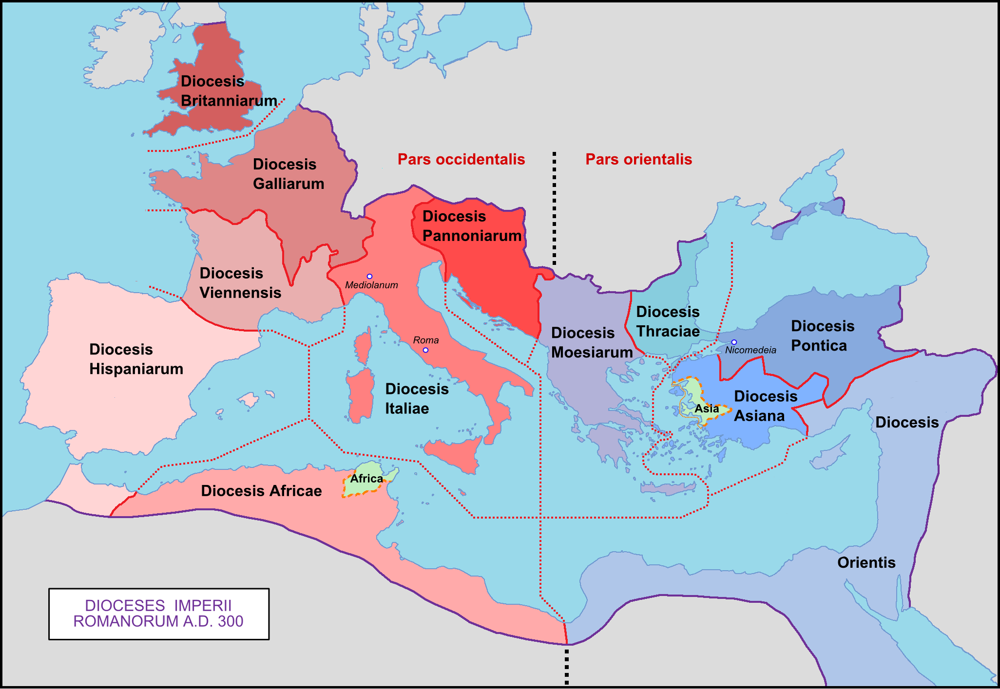 Diocesis
Britanniarum
Pars occidentalis
Pars orientalis
Diocesis
Galliarum
Diocesis
Pannoniarum
Diocesis
Viennensis
Mediolanum
Diocesis
Thraciae
Diocesis
Pontica
Diocesis
Moesiarum
Roma
Nicomedeia
Diocesis
Hispaniarum
Diocesis
Italiae
Asia
Diocesis
Asiana
Diocesis
Africa
Diocesis Africae
Orientis
DIOCESES IMPERII
ROMANORUM A.D. 300